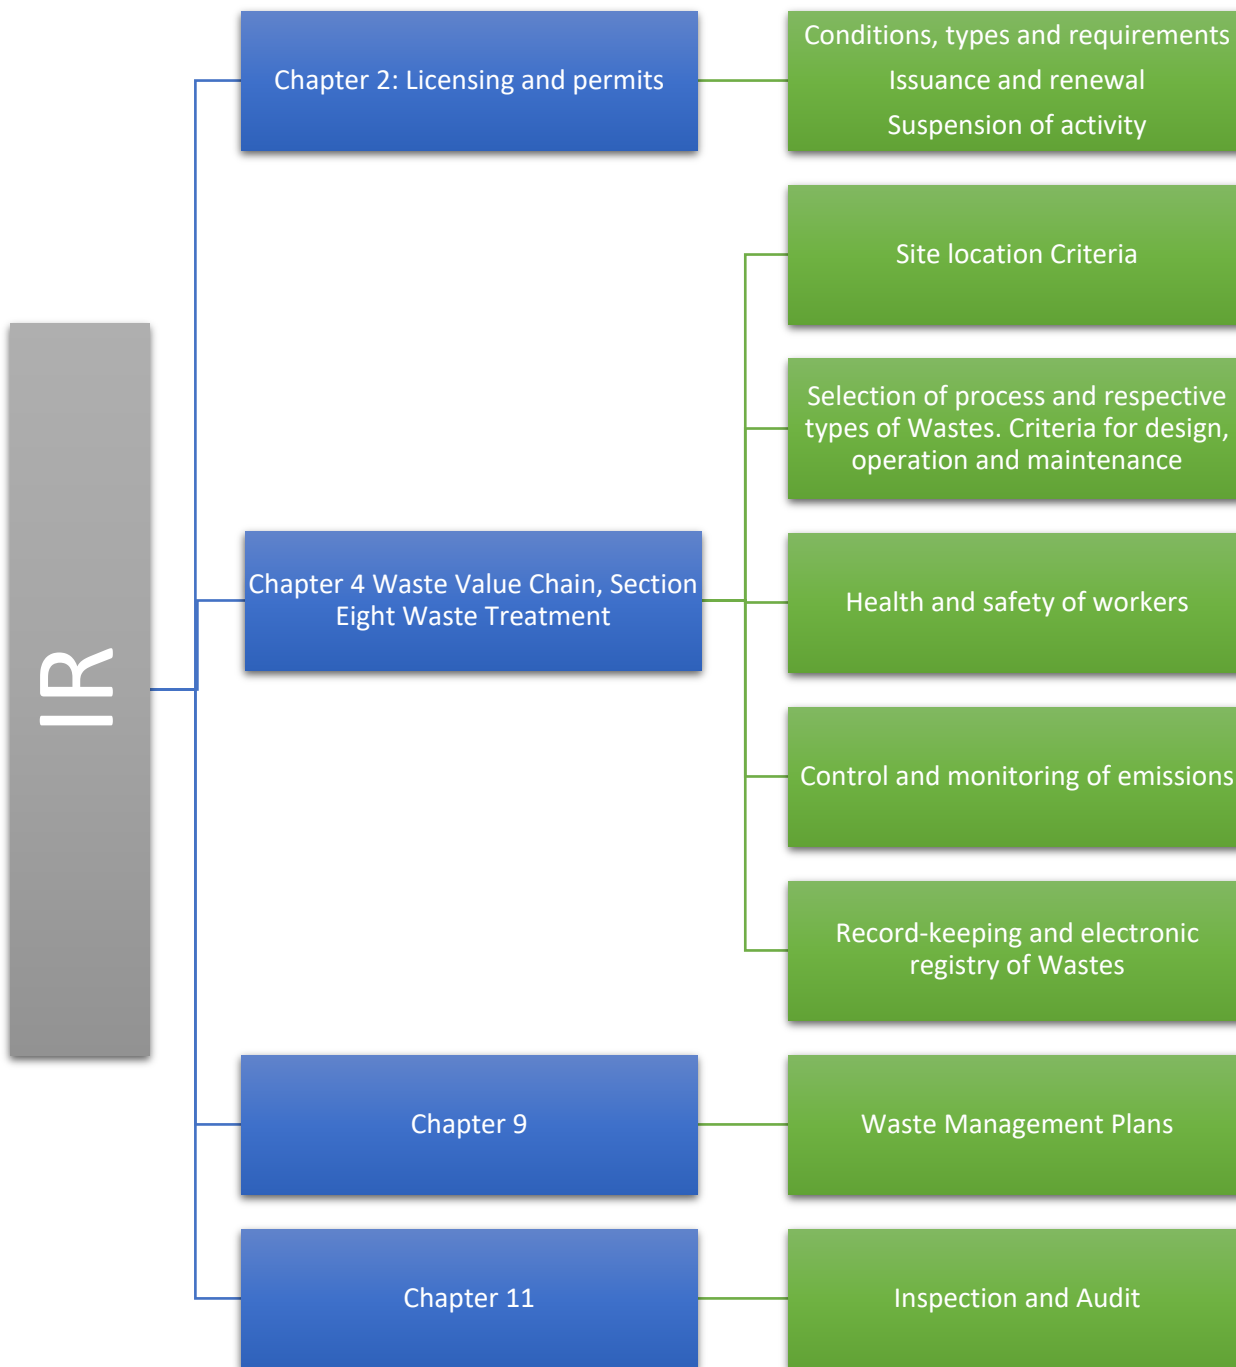 IR
Chapter 2: Licensing and permits
Conditions, types and requirements
Issuance and renewal
Suspension of activity
Chapter 4 Waste Value Chain, Section
Eight Waste Treatment
Site location Criteria
Selection of process and respective
types of Wastes. Criteria for design,
operation and maintenance
Health and safety of workers
Control and monitoring of emissions
Record-keeping and electronic
registry of Wastes
Chapter 9
Waste Management Plans
Chapter 11
Inspection and Audit